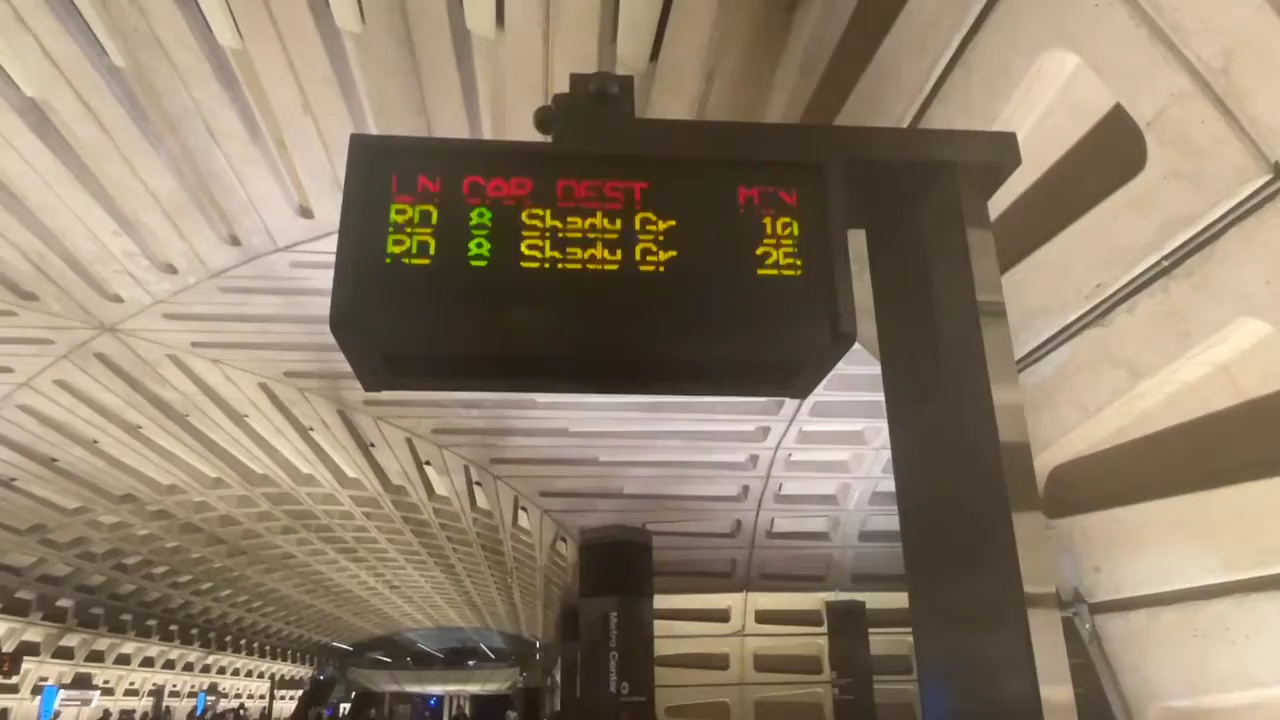 LN CAR DEST MIN
RD 8 Shady Gr 10
RD 8 Shady Gr 25
Metro Center